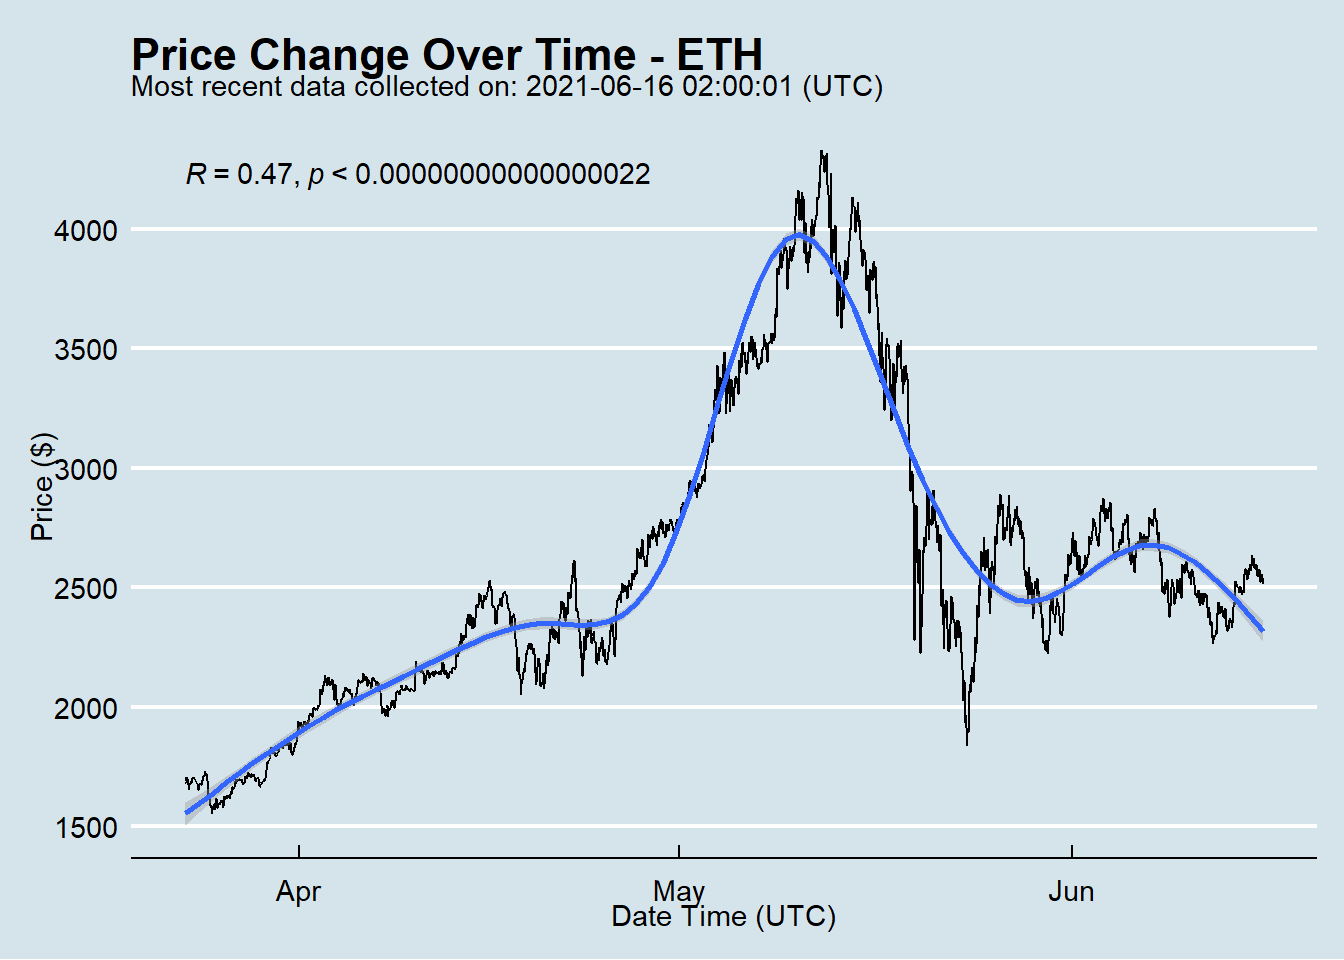 Price Change Over Time - ETH
Most recent data collected on: 2021-06-16 02:00:01 (UTC)
R = 0.47, p < 0.00000000000000022
4000
3500
3000
2500
2000
1500
Price ($)
Apr
May
Jun
Date Time (UTC)